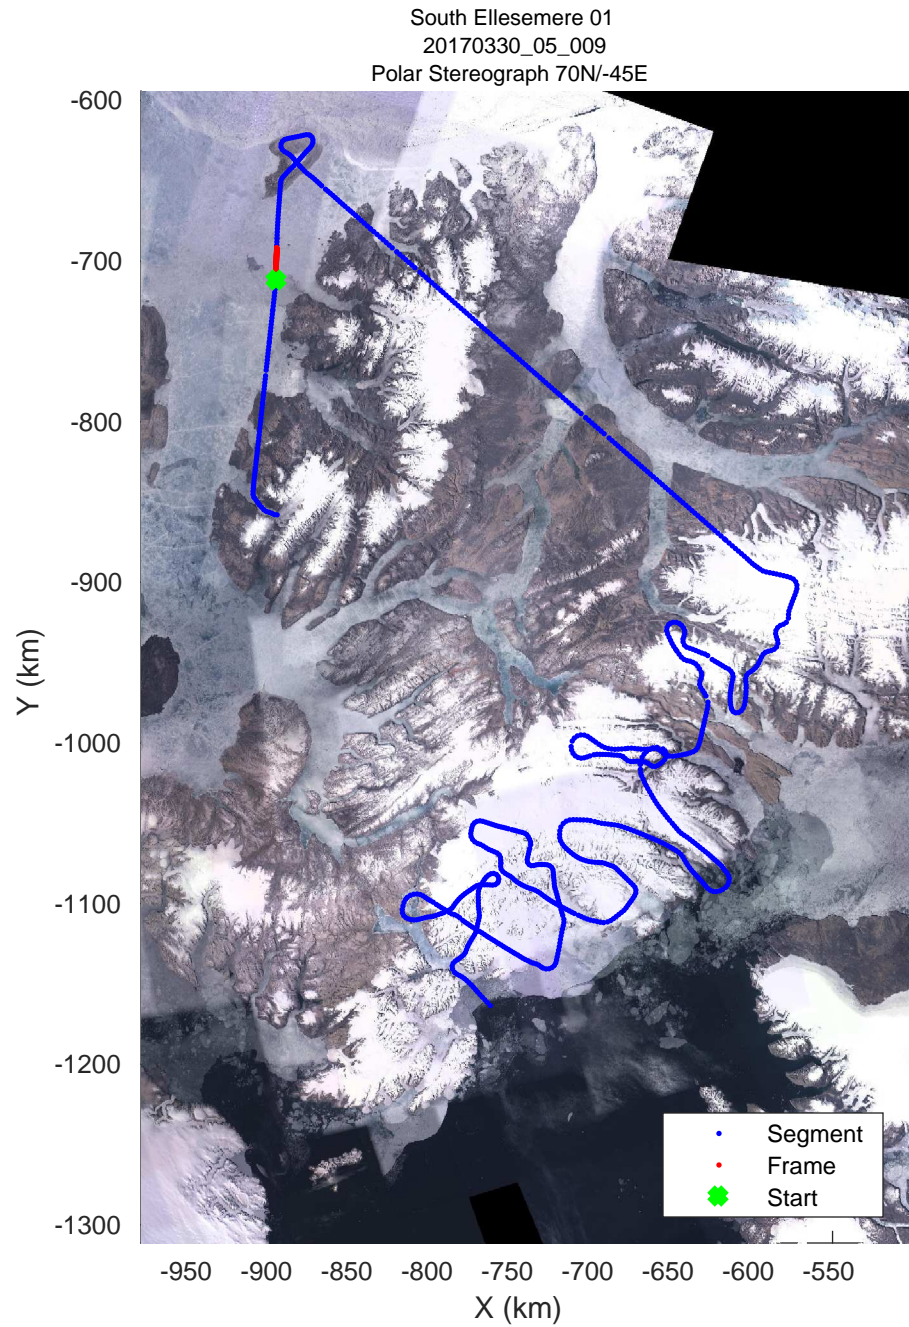 South Ellesemere 01
20170330_05_009
Polar Stereograph 70N/-45E
-600
-700
-800
-900
-1000
-1100
-1200
-1300
Y (km)
Segment
Frame
Start
-950 -900 -850 -800 -750 -700 -650 -600 -550
X (km)